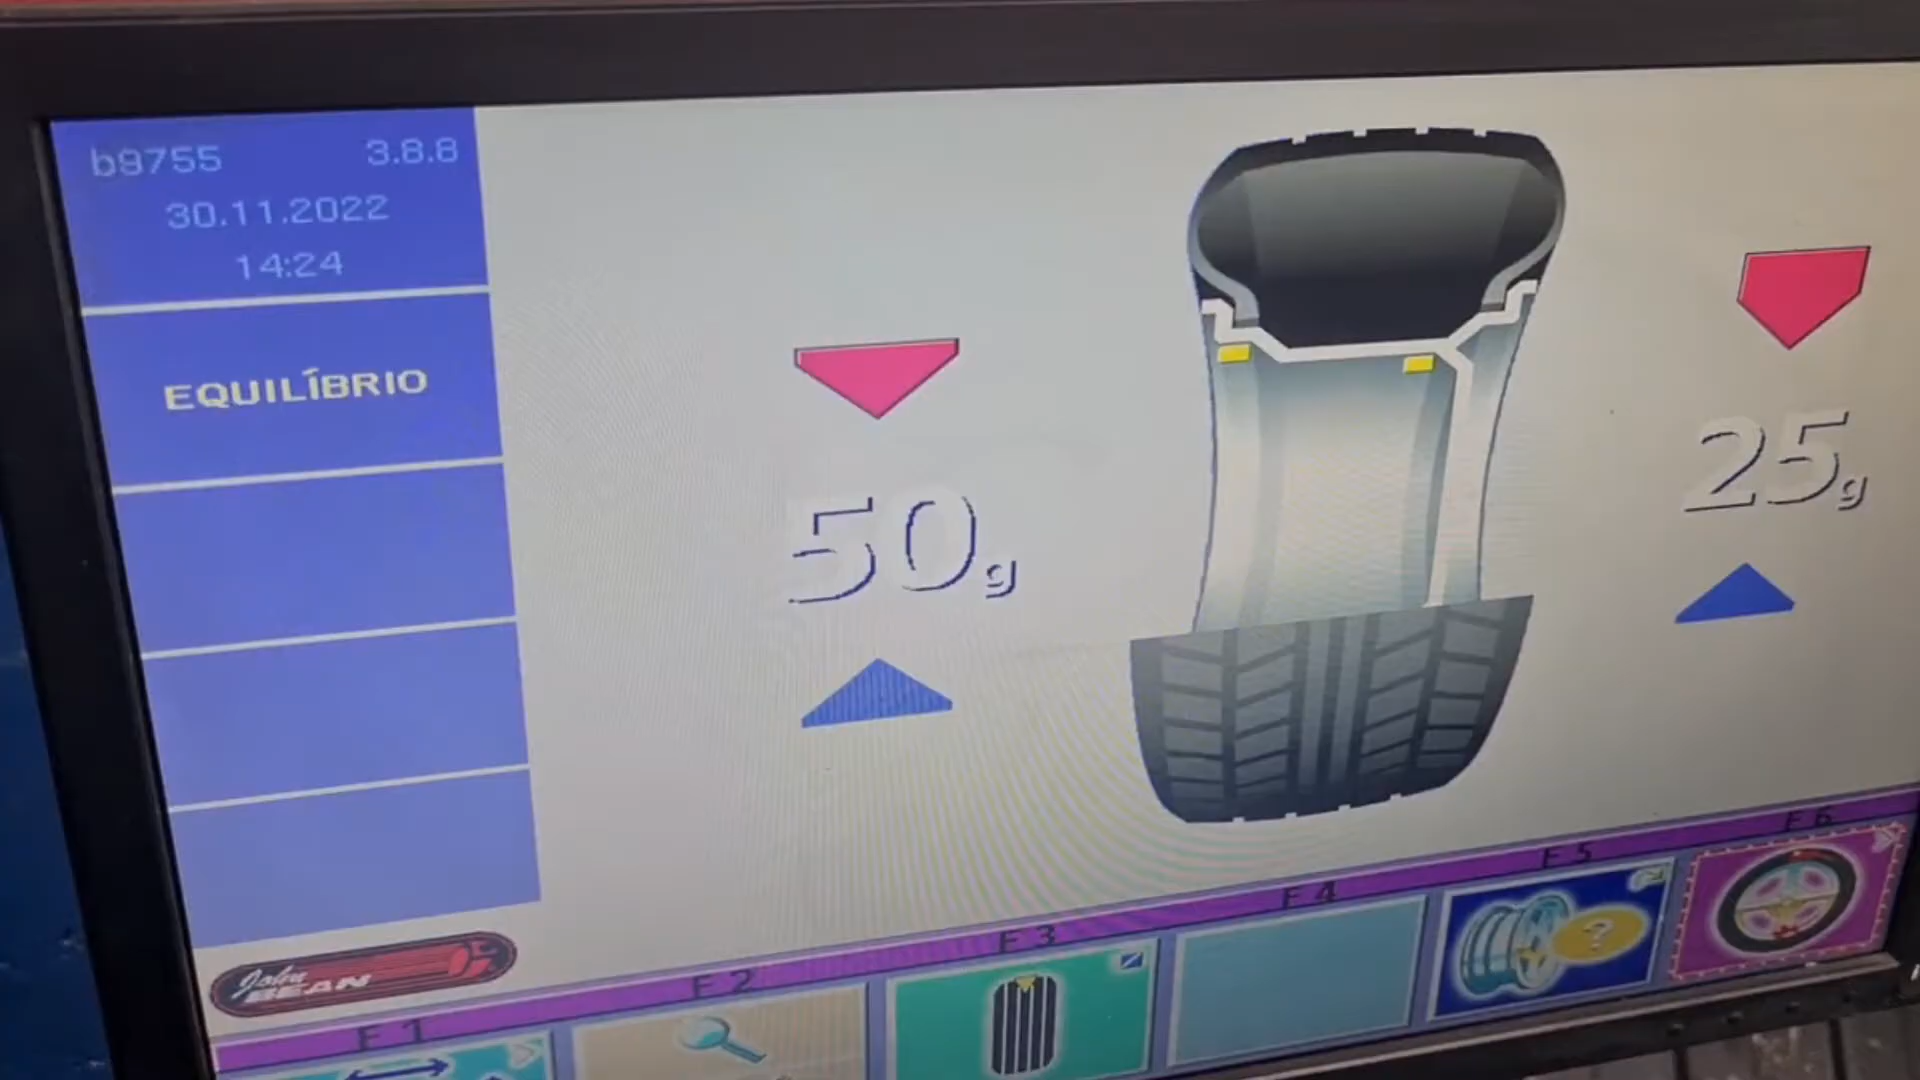 b9755 3.8.8
30.11.2022
14:24
EQUILÍBRIO
50g
25g
John
BEAN
F1
F2
F3
F4
F5
?
F6